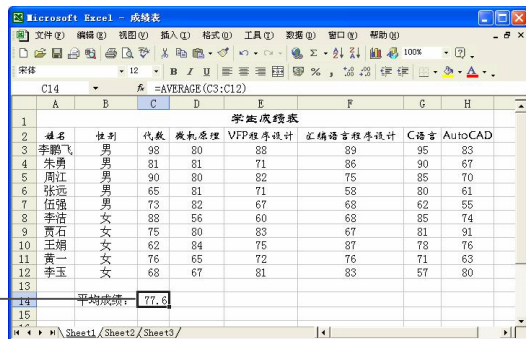 Microsoft Excel - 成绩表
文件(F) 编辑(E) 视图(V) 插入(I) 格式(O) 工具(T) 数据(D) 窗口(W) 帮助(H)
100%
宋体 12 B I U % ,
C14 fx =AVERAGE(C3:C12)
A B C D E F G H
1 学生成绩表
2 姓名 性别 代数 微机原理 VFP程序设计 汇编语言程序设计 C语言 AutoCAD
3 李鹏飞 男 98 80 88 89 95 83
4 朱勇 男 81 81 71 86 90 67
5 周江 男 90 80 82 75 85 70
6 张远 男 65 81 71 58 80 61
7 伍强 男 73 82 67 68 62 55
8 李洁 女 88 56 60 68 85 74
9 贾石 女 75 80 83 67 81 91
10 王娟 女 62 84 75 87 78 76
11 黄一 女 76 65 72 76 71 63
12 李玉 女 68 67 81 83 57 80
13
14 平均成绩: 77.6
15
Sheet1 Sheet2 Sheet3